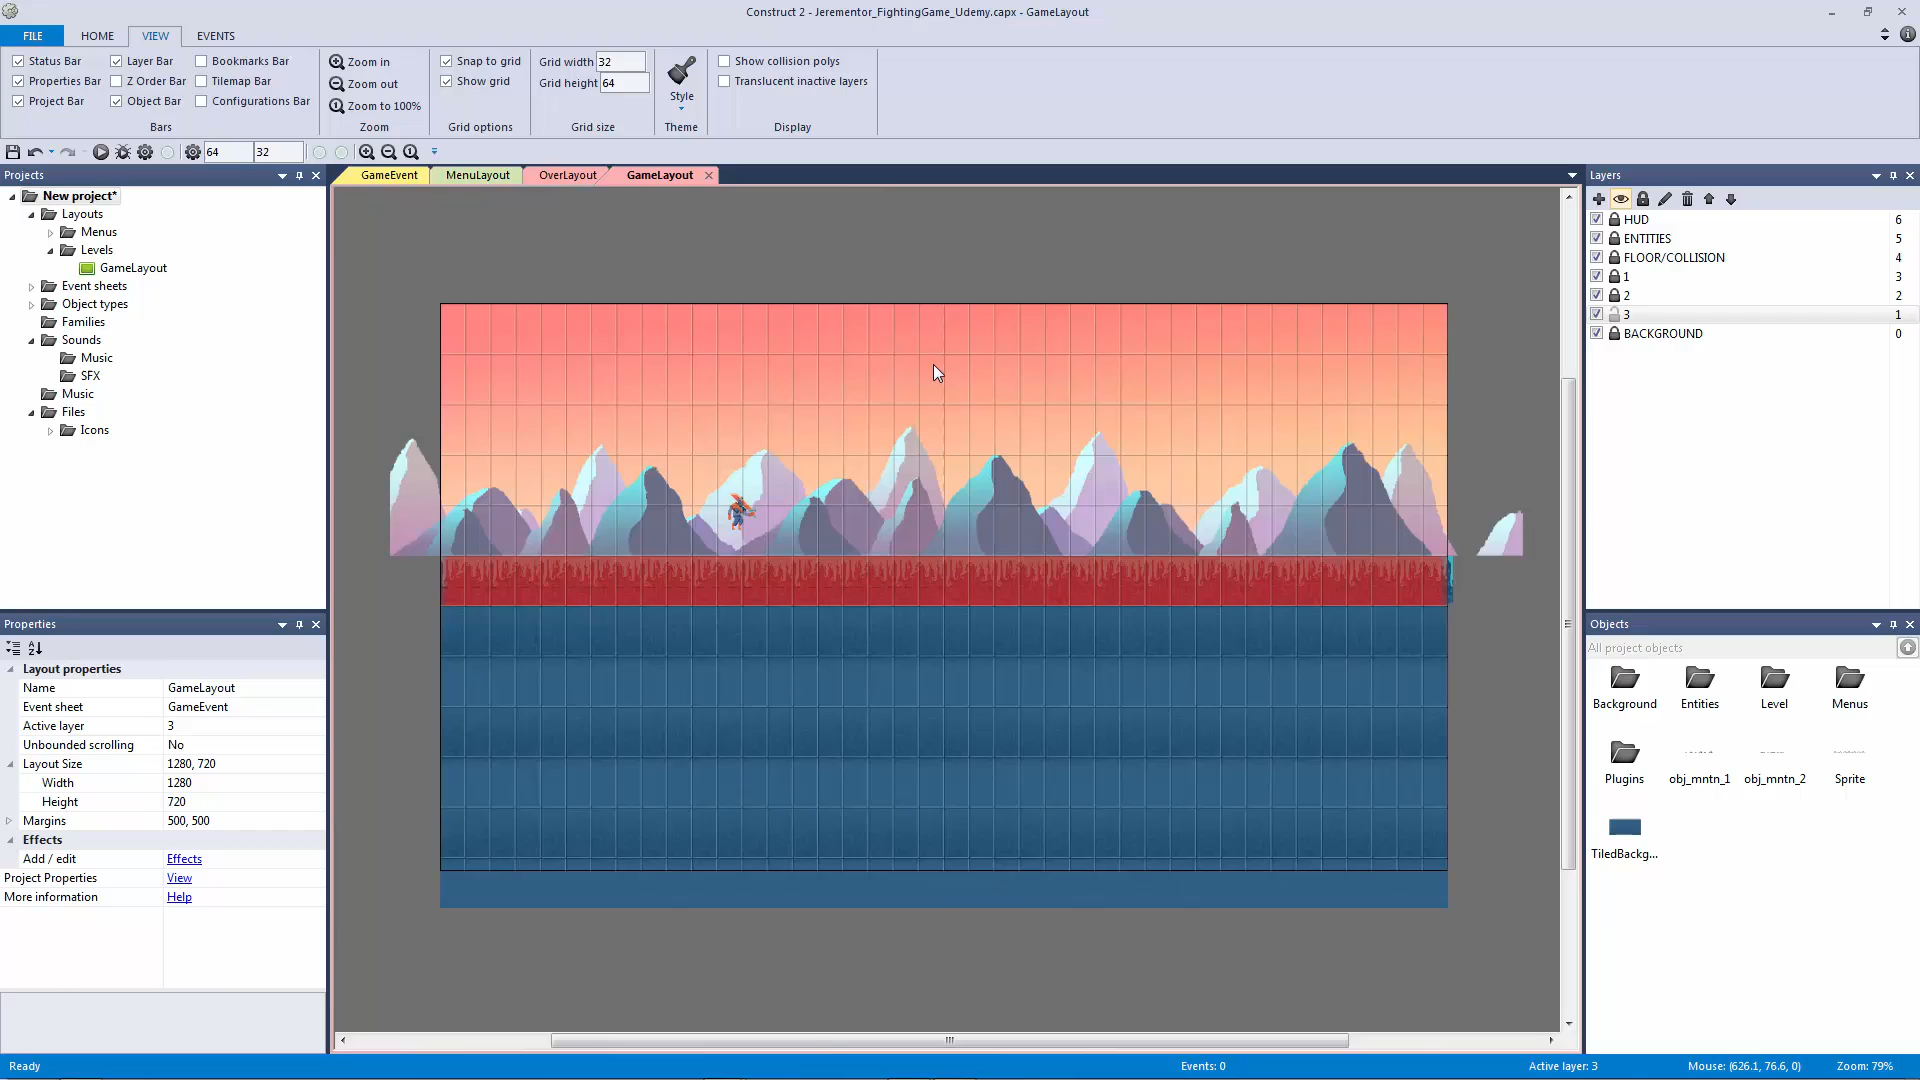 Construct 2 - Jerementor_FightingGame_Udemy.capx - GameLayout
FILE HOME VIEW EVENTS
Status Bar Layer Bar Bookmarks Bar Zoom in Snap to grid Grid width 32 Show collision polys
Properties Bar Z Order Bar Tilemap Bar Zoom out Show grid Grid height 64 Style Translucent inactive layers
Project Bar Object Bar Configurations Bar Zoom to 100%
Bars Zoom Grid options Grid size Theme Display
64 32
Projects
New project*
Layouts
Menus
Levels
GameLayout
Event sheets
Object types
Families
Sounds
Music
SFX
Music
Files
Icons
Properties
Layout properties
Name GameLayout
Event sheet GameEvent
Active layer 3
Unbounded scrolling No
Layout Size 1280, 720
Width 1280
Height 720
Margins 500, 500
Effects
Add / edit Effects
Project Properties View
More information Help
GameEvent MenuLayout OverLayout GameLayout
Layers
HUD 6
ENTITIES 5
FLOOR/COLLISION 4
1 3
2 2
3 1
BACKGROUND 0
Objects
All project objects
Background Entities Level Menus
Plugins obj_mntn_1 obj_mntn_2 Sprite
TiledBackg...
Ready Events: 0 Active layer: 3 Mouse: (626.1, 76.6, 0) Zoom: 79%